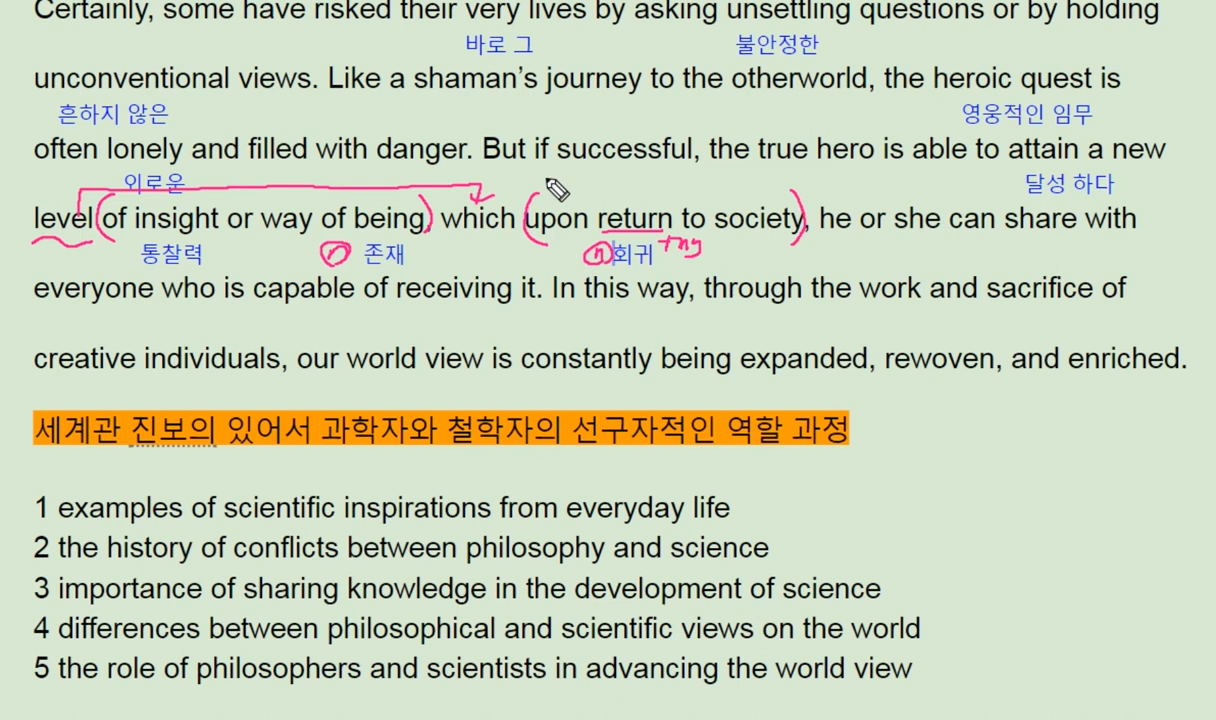 Certainly, some have risked their very lives by asking unsettling questions or by holding
바로 그 불안정한
unconventional views. Like a shaman's journey to the otherworld, the heroic quest is
흔하지 않은 영웅적인 임무
often lonely and filled with danger. But if successful, the true hero is able to attain a new
외로운 달성 하다
level (of insight or way of being) which (upon return to society), he or she can share with
통찰력 n 존재 n 회귀 ting
everyone who is capable of receiving it. In this way, through the work and sacrifice of
creative individuals, our world view is constantly being expanded, rewoven, and enriched.
세계관 진보의 있어서 과학자와 철학자의 선구자적인 역할 과정
1 examples of scientific inspirations from everyday life
2 the history of conflicts between philosophy and science
3 importance of sharing knowledge in the development of science
4 differences between philosophical and scientific views on the world
5 the role of philosophers and scientists in advancing the world view